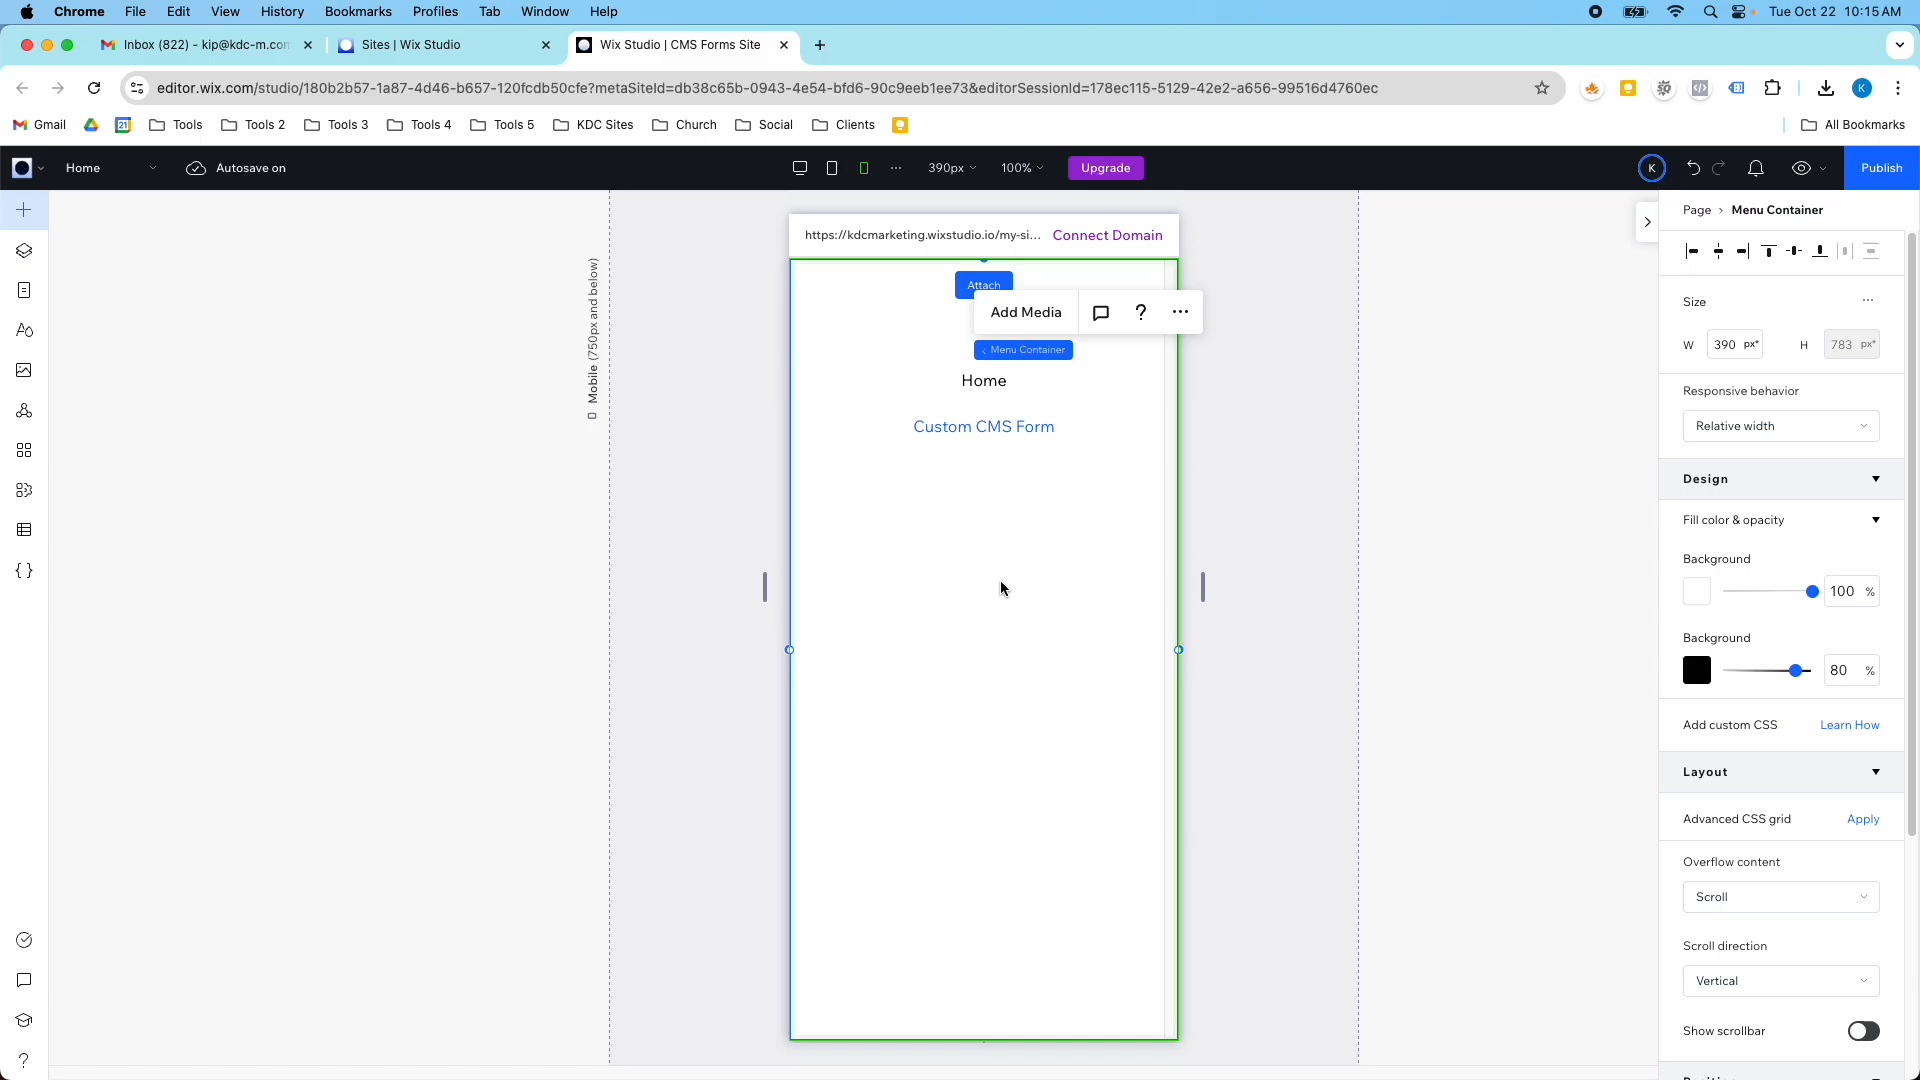 Chrome File Edit View History Bookmarks Profiles Tab Window Help Tue Oct 22 10:15 AM
Inbox (822) - kip@kdc-m.con Sites | Wix Studio Wix Studio | CMS Forms Site
editor.wix.com/studio/180b2b57-1a87-4d46-b657-120fcdb50cfe?metaSiteId=db38c65b-0943-4e54-bfd6-90c9eeb1ee73&editorSessionId=178ec115-5129-42e2-a656-99516d4760ec K
Gmail 21 Tools Tools 2 Tools 3 Tools 4 Tools 5 KDC Sites Church Social Clients All Bookmarks
Home Autosave on 390px 100% Upgrade K Publish
Page > Menu Container
https://kdcmarketing.wixstudio.io/my-si... Connect Domain
Mobile (750px and below)
Attach
Add Media ?
< Menu Container
Home
Custom CMS Form
Size
W 390 px* H 783 px*
Responsive behavior
Relative width
Design
Fill color & opacity
Background
100 %
Background
80 %
Add custom CSS Learn How
Layout
Advanced CSS grid Apply
Overflow content
Scroll
Scroll direction
Vertical
Show scrollbar